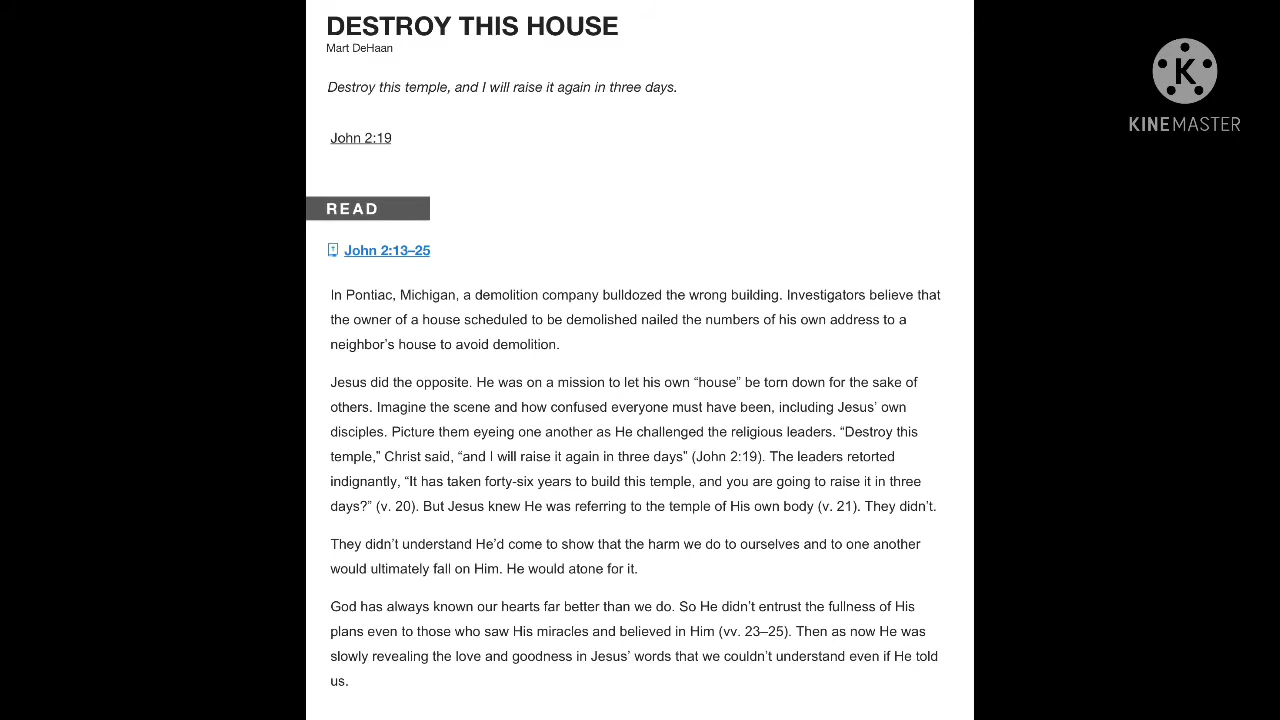 DESTROY THIS HOUSE
Mart DeHaan
Destroy this temple, and I will raise it again in three days.
John 2:19
READ
John 2:13–25
In Pontiac, Michigan, a demolition company bulldozed the wrong building. Investigators believe that
the owner of a house scheduled to be demolished nailed the numbers of his own address to a
neighbor’s house to avoid demolition.
Jesus did the opposite. He was on a mission to let his own “house” be torn down for the sake of
others. Imagine the scene and how confused everyone must have been, including Jesus’ own
disciples. Picture them eyeing one another as He challenged the religious leaders. “Destroy this
temple,” Christ said, “and I will raise it again in three days” (John 2:19). The leaders retorted
indignantly, “It has taken forty-six years to build this temple, and you are going to raise it in three
days?” (v. 20). But Jesus knew He was referring to the temple of His own body (v. 21). They didn’t.
They didn’t understand He’d come to show that the harm we do to ourselves and to one another
would ultimately fall on Him. He would atone for it.
God has always known our hearts far better than we do. So He didn’t entrust the fullness of His
plans even to those who saw His miracles and believed in Him (vv. 23–25). Then as now He was
slowly revealing the love and goodness in Jesus’ words that we couldn’t understand even if He told
us.
K
KINEMASTER